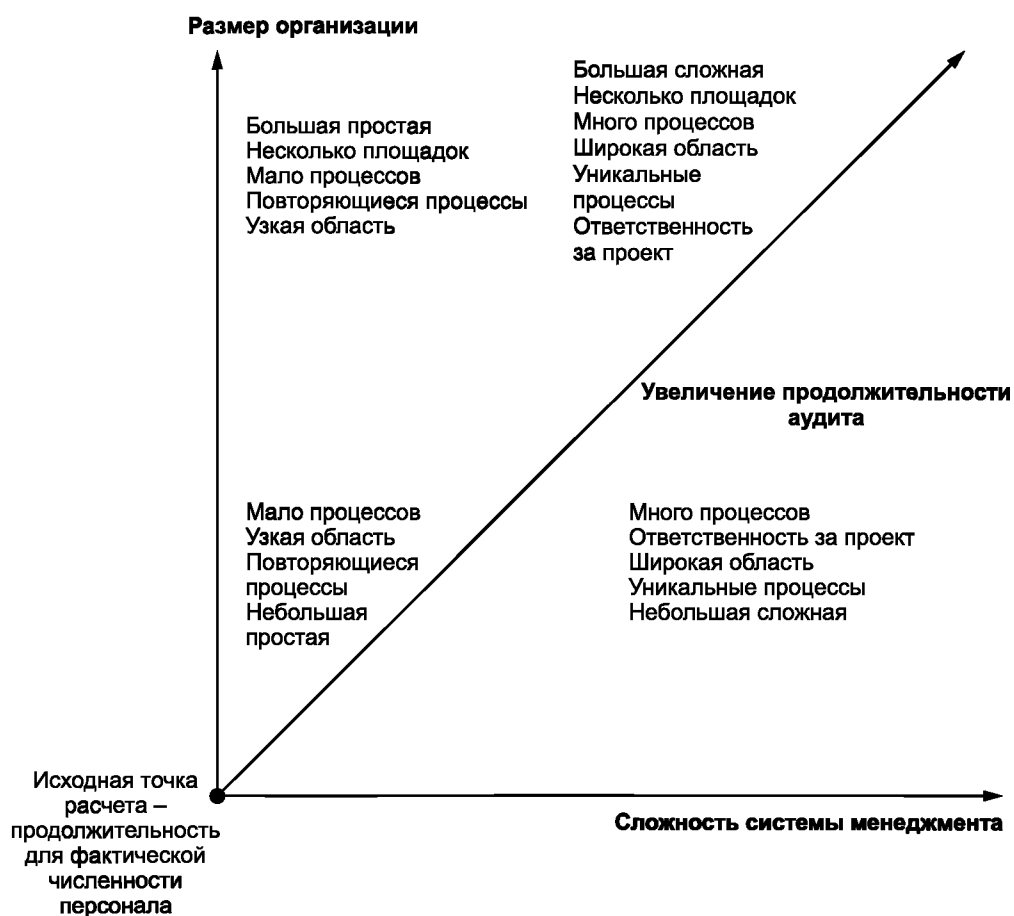 Размер организации
Большая сложная
Несколько площадок
Много процессов
Широкая область
Уникальные
процессы
Ответственность
за проект
Большая простая
Несколько площадок
Мало процессов
Повторяющиеся процессы
Узкая область
Увеличение продолжительности
аудита
Мало процессов
Узкая область
Повторяющиеся
процессы
Небольшая
простая
Много процессов
Ответственность за проект
Широкая область
Уникальные процессы
Небольшая сложная
Исходная точка
расчета –
продолжительность
для фактической
численности
персонала
Сложность системы менеджмента